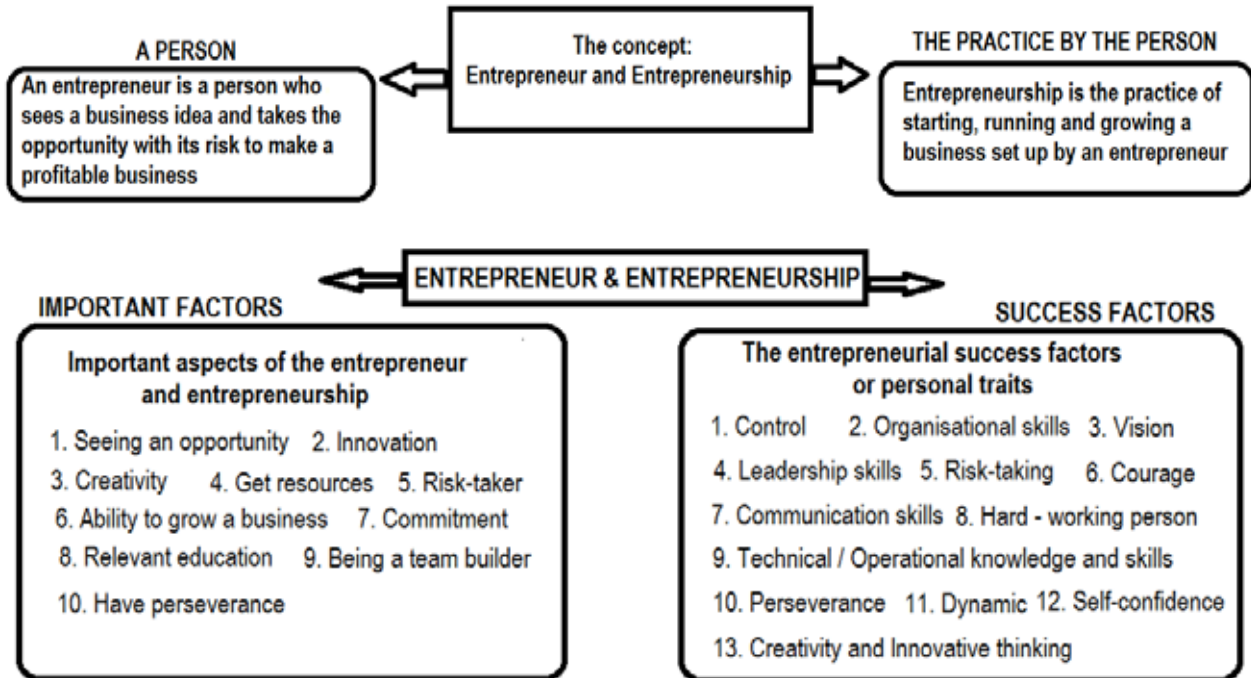 The concept:
Entrepreneur and Entrepreneurship
A PERSON
An entrepreneur is a person who
sees a business idea and takes the
opportunity with its risk to make a
profitable business
THE PRACTICE BY THE PERSON
Entrepreneurship is the practice of
starting, running and growing a
business set up by an entrepreneur
ENTREPRENEUR & ENTREPRENEURSHIP
IMPORTANT FACTORS
Important aspects of the entrepreneur
and entrepreneurship
1. Seeing an opportunity 2. Innovation
3. Creativity 4. Get resources 5. Risk-taker
6. Ability to grow a business 7. Commitment
8. Relevant education 9. Being a team builder
10. Have perseverance
SUCCESS FACTORS
The entrepreneurial success factors
or personal traits
1. Control 2. Organisational skills 3. Vision
4. Leadership skills 5. Risk-taking 6. Courage
7. Communication skills 8. Hard - working person
9. Technical / Operational knowledge and skills
10. Perseverance 11. Dynamic 12. Self-confidence
13. Creativity and Innovative thinking